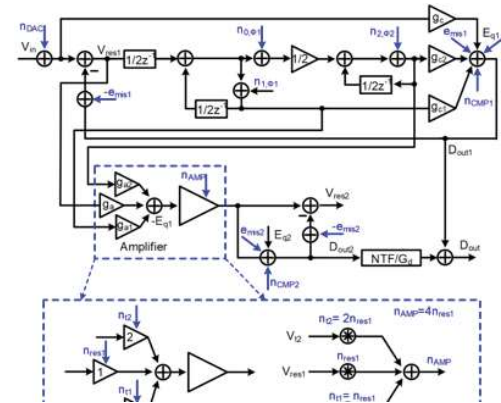 n_DAC
V_in
V_res1
1/2z⁻¹
n_0,Φ1
1/2
n_2,Φ2
g_c
E_q1
e_mis1
g_c2
n_CMP1
-e_mis1
1/2z⁻¹
n_1,Φ1
1/2z⁻¹
g_c1
D_out1
g_a2
g_a
g_a1
-E_q1
n_AMP
Amplifier
V_res2
e_mis2
E_q2
-e_mis2
D_out2
n_CMP2
NTF/G_d
D_out
n_t2
2
n_res1
1
n_t1
V_t2
n_t2= 2n_res1
n_AMP=4n_res1
V_res1
n_res1
n_AMP
n_t1= n_res1